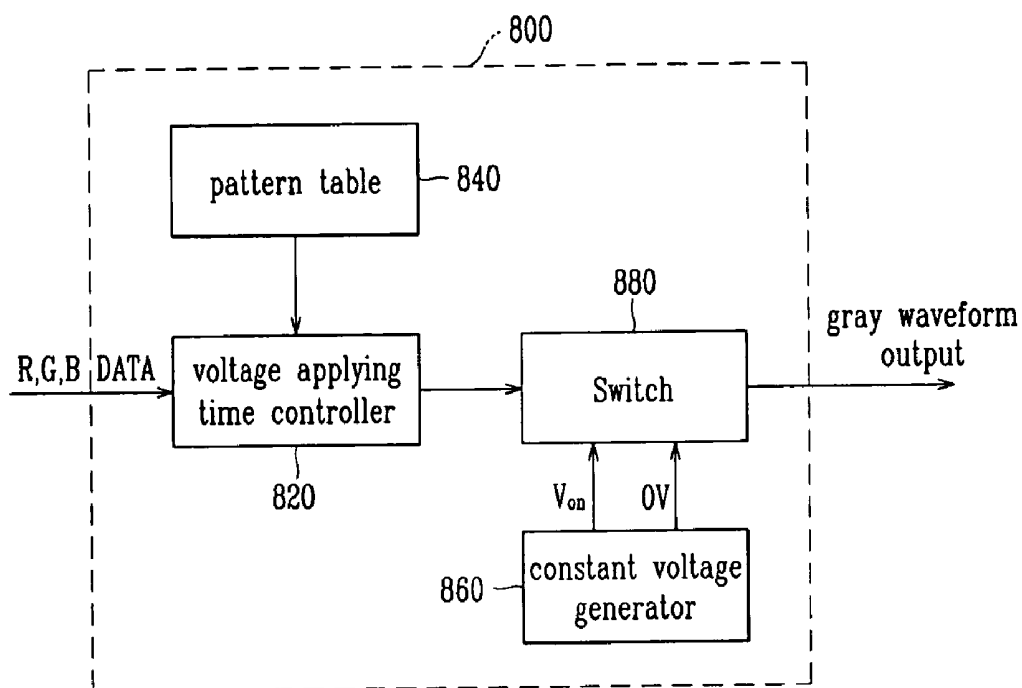 800
pattern table
840
880
gray waveform
output
R,G,B DATA
voltage applying
time controller
Switch
820
Von
0V
860
constant voltage
generator